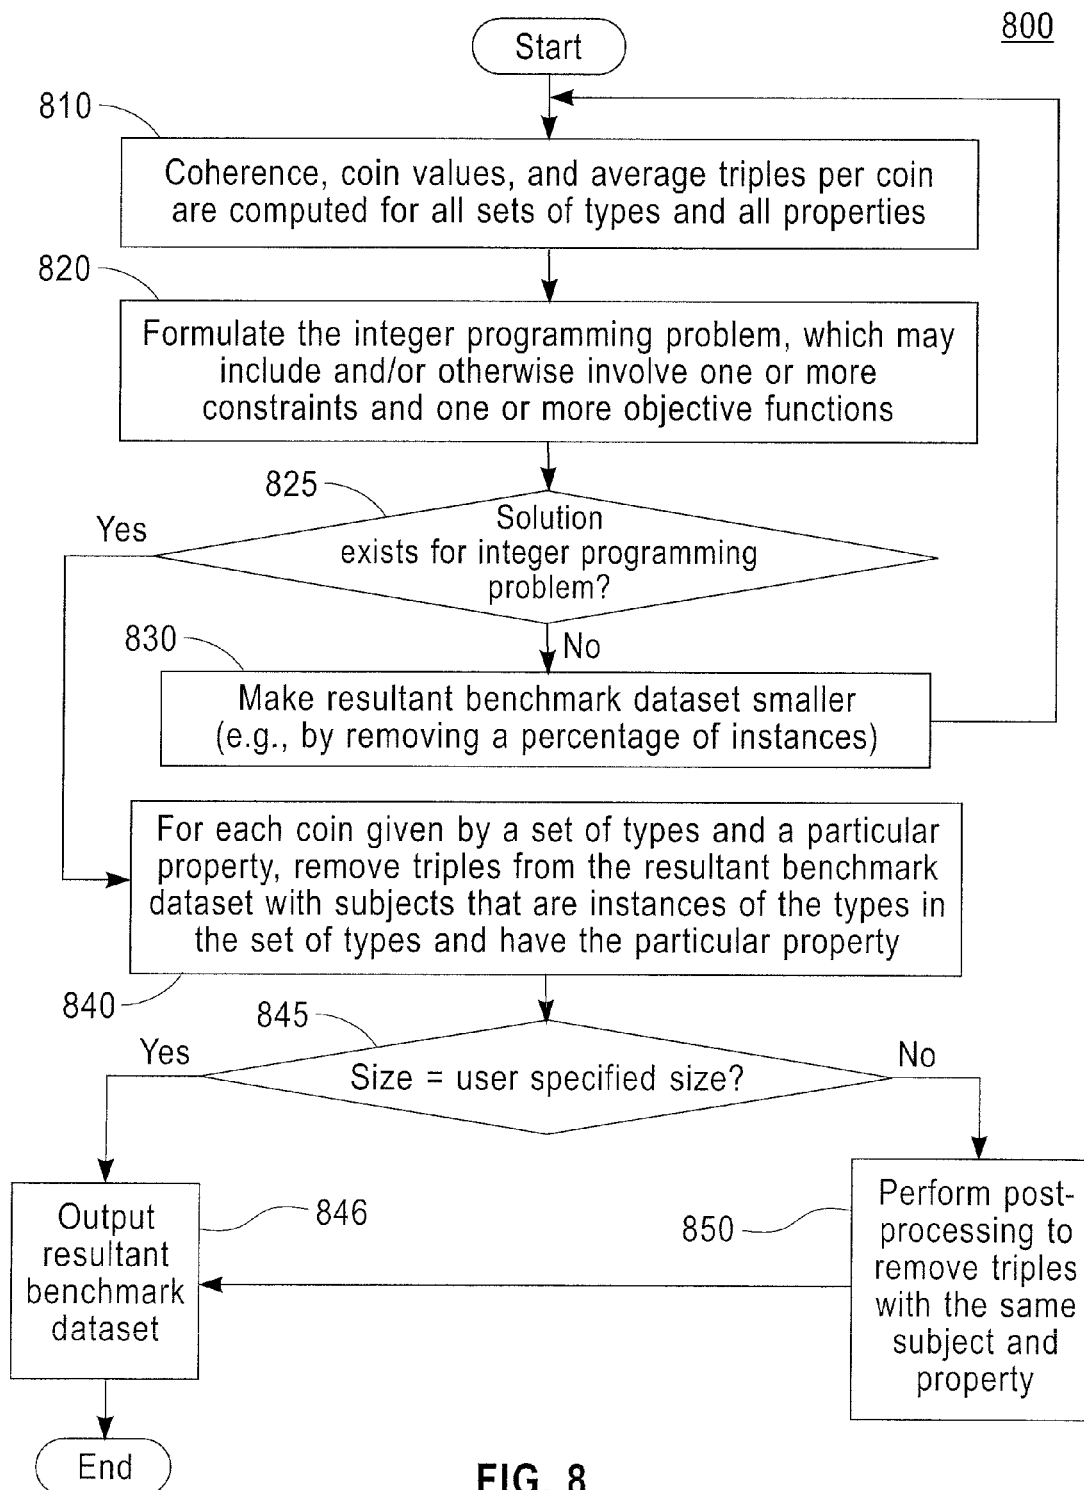 800
Start
810
Coherence, coin values, and average triples per coin
are computed for all sets of types and all properties
820
Formulate the integer programming problem, which may
include and/or otherwise involve one or more
constraints and one or more objective functions
825
Yes
Solution
exists for integer programming
problem?
830
No
Make resultant benchmark dataset smaller
(e.g., by removing a percentage of instances)
For each coin given by a set of types and a particular
property, remove triples from the resultant benchmark
dataset with subjects that are instances of the types in
the set of types and have the particular property
840
845
Yes
Size = user specified size?
No
Output
resultant
benchmark
dataset
846
850
Perform post-
processing to
remove triples
with the same
subject and
property
End
FIG. 8